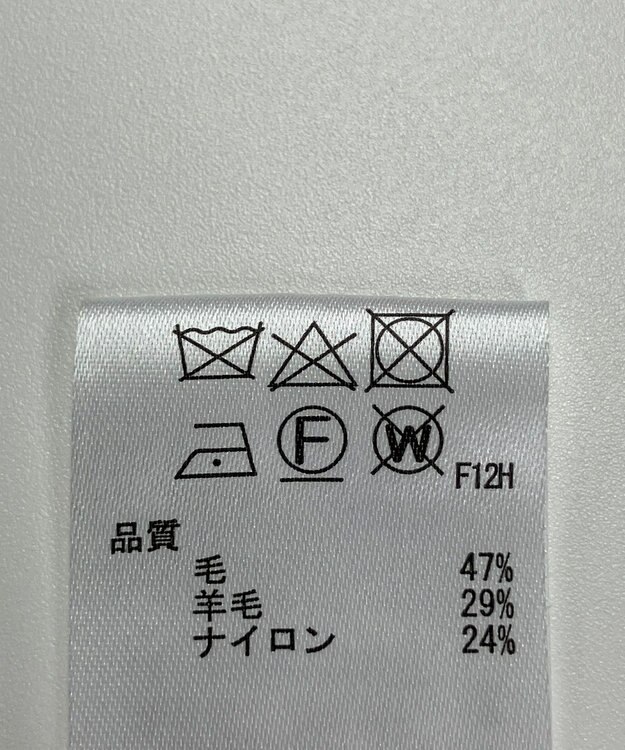 F W F12H
品質
毛 47%
羊毛 29%
ナイロン 24%